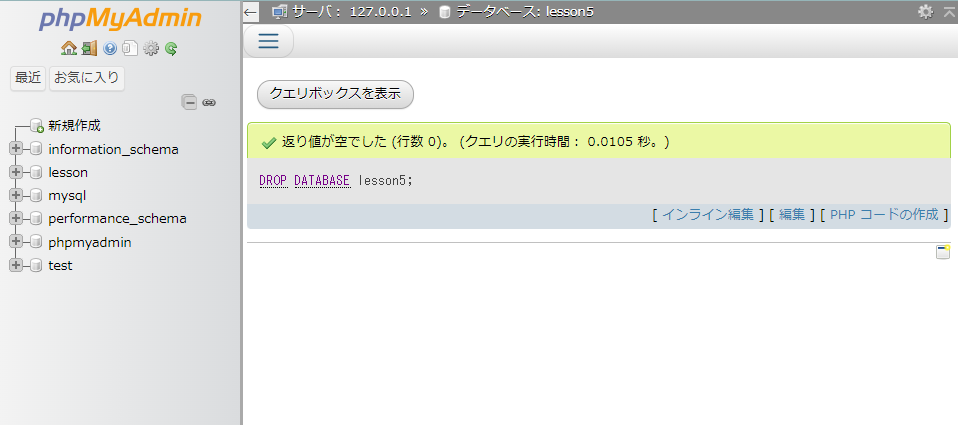 phpMyAdmin
最近 お気に入り
新規作成
information_schema
lesson
mysql
performance_schema
phpmyadmin
test
サーバ: 127.0.0.1 » データベース: lesson5
クエリボックスを表示
返り値が空でした (行数 0)。 (クエリの実行時間: 0.0105 秒。)
DROP DATABASE lesson5;
[ インライン編集 ] [ 編集 ] [ PHP コードの作成 ]